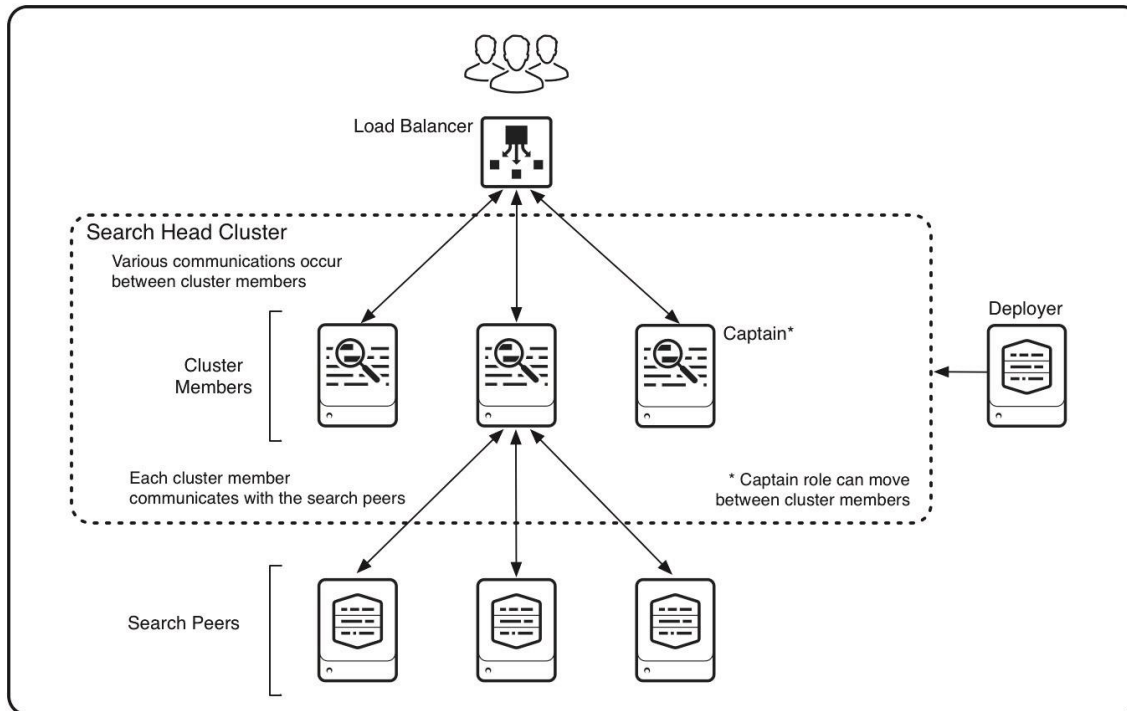 Load Balancer
Search Head Cluster
Various communications occur
between cluster members
Deployer
Captain*
Cluster
Members
Each cluster member
communicates with the search peers
* Captain role can move
between cluster members
Search Peers